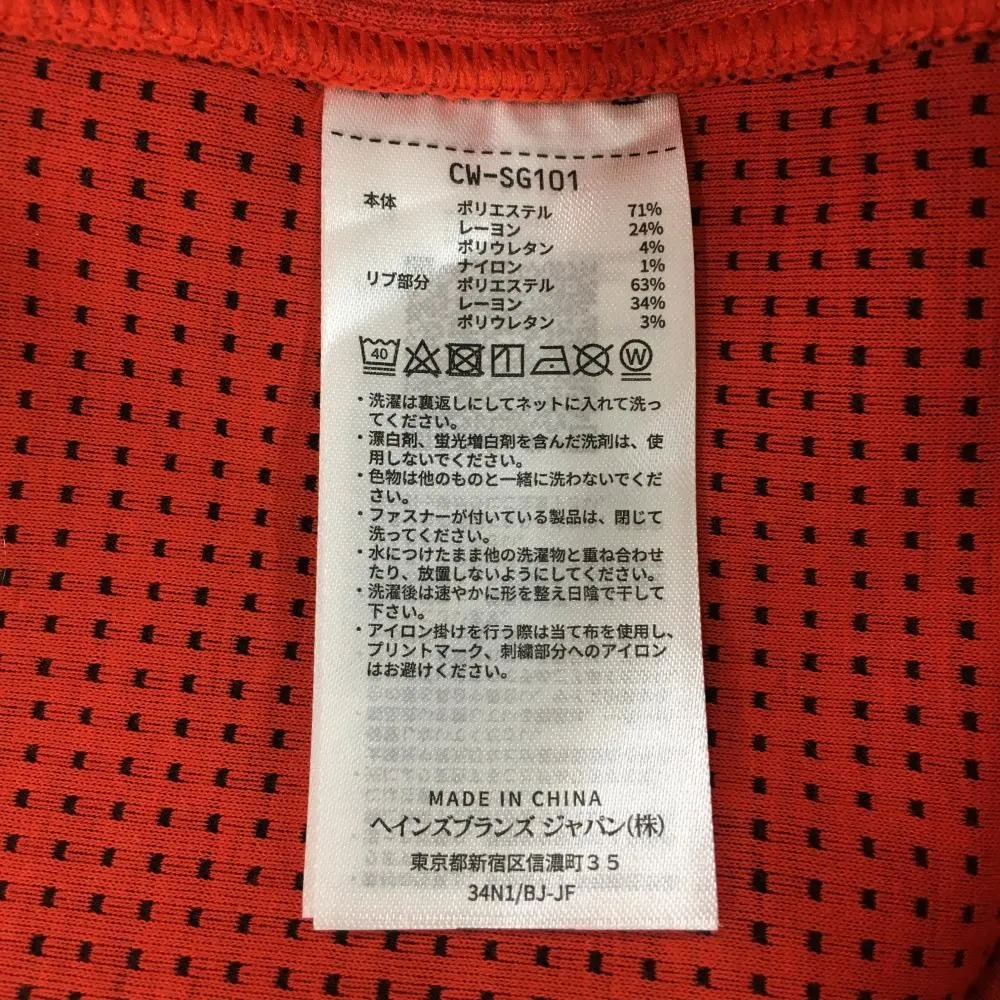 CW-SG101
本体 ポリエステル 71%
レーヨン 24%
ポリウレタン 4%
ナイロン 1%
リブ部分 ポリエステル 63%
レーヨン 34%
ポリウレタン 3%
40 W
・洗濯は裏返しにしてネットに入れて洗っ
てください。
・漂白剤、蛍光増白剤を含んだ洗剤は、使
用しないでください。
・色物は他のものと一緒に洗わないでくだ
さい。
・ファスナーが付いている製品は、閉じて
洗ってください。
・水につけたまま他の洗濯物と重ね合わせ
たり、放置しないようにしてください。
・洗濯後は速やかに形を整え日陰で干して
下さい。
・アイロン掛けを行う際は当て布を使用し、
プリントマーク、刺繍部分へのアイロン
はお避けください。
MADE IN CHINA
ヘインズブランズ ジャパン(株)
東京都新宿区信濃町35
34N1/BJ-JF